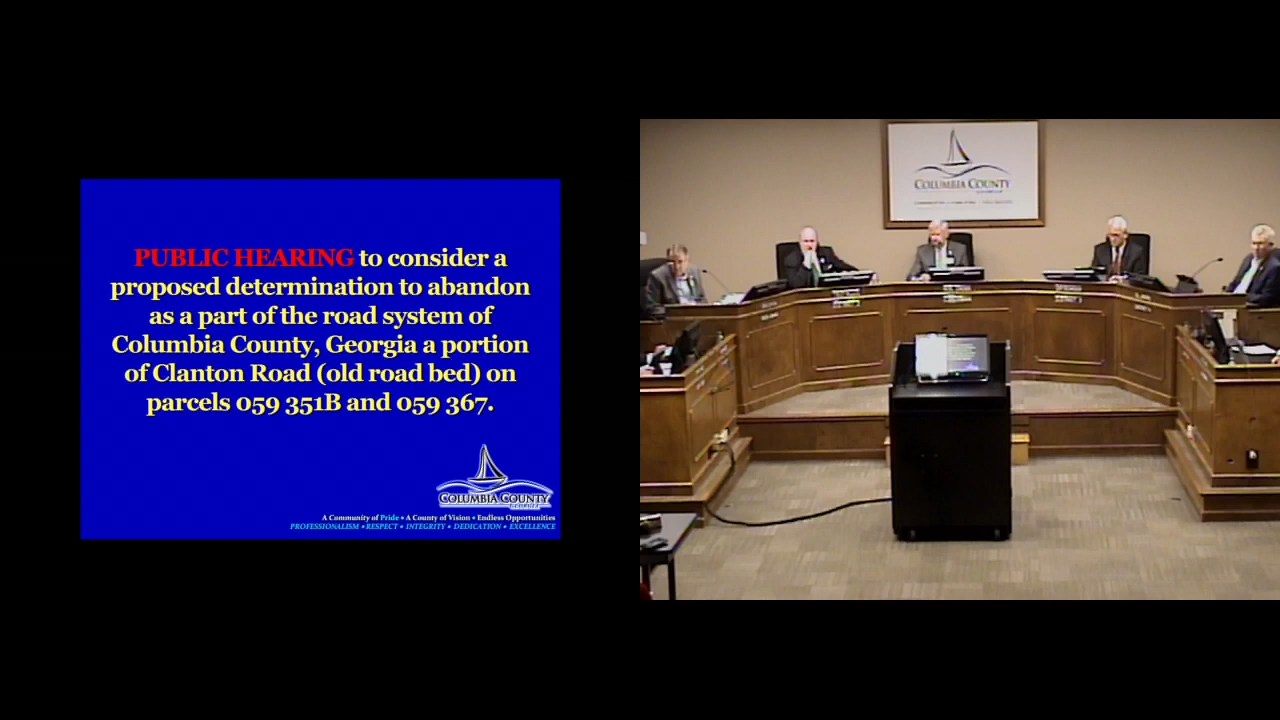 PUBLIC HEARING to consider a
proposed determination to abandon
as a part of the road system of
Columbia County, Georgia a portion
of Clanton Road (old road bed) on
parcels 059 351B and 059 367.
COLUMBIA COUNTY
GEORGIA
A Community of Pride • A County of Vision • Endless Opportunities
PROFESSIONALISM • RESPECT • INTEGRITY • DEDICATION • EXCELLENCE
COLUMBIA COUNTY